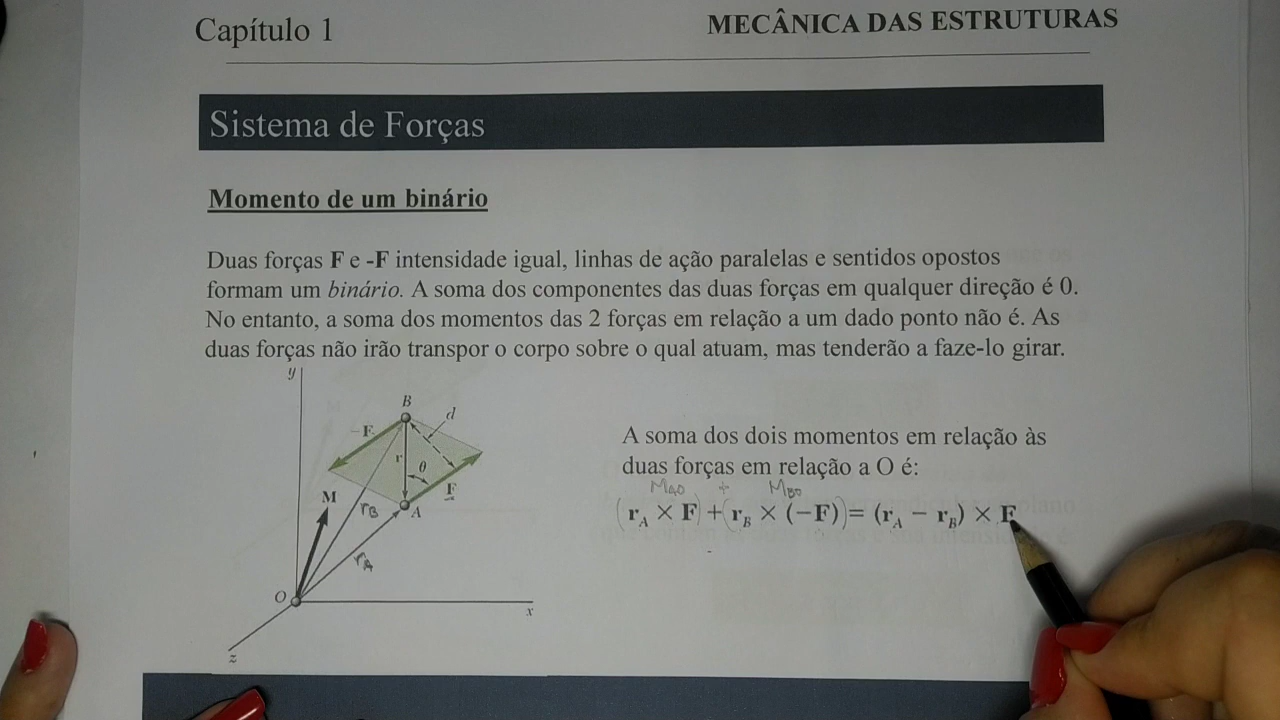 Capítulo 1
MECÂNICA DAS ESTRUTURAS
Sistema de Forças
Momento de um binário
Duas forças F e -F intensidade igual, linhas de ação paralelas e sentidos opostos
formam um binário. A soma dos componentes das duas forças em qualquer direção é 0.
No entanto, a soma dos momentos das 2 forças em relação a um dado ponto não é. As
duas forças não irão transpor o corpo sobre o qual atuam, mas tenderão a faze-lo girar.
y
B
d
-F
r
θ
F
M
rB
A
rA
O
x
z
A soma dos dois momentos em relação às
duas forças em relação a O é:
MAO + MBO
(rA × F) + (rB × (−F)) = (rA − rB) × F